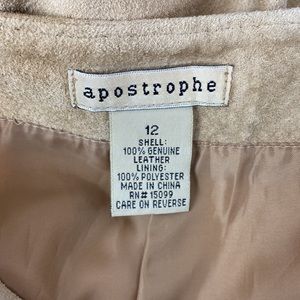 apostrophe
12
SHELL:
100% GENUINE
LEATHER
LINING:
100% POLYESTER
MADE IN CHINA
RN# 15099
CARE ON REVERSE